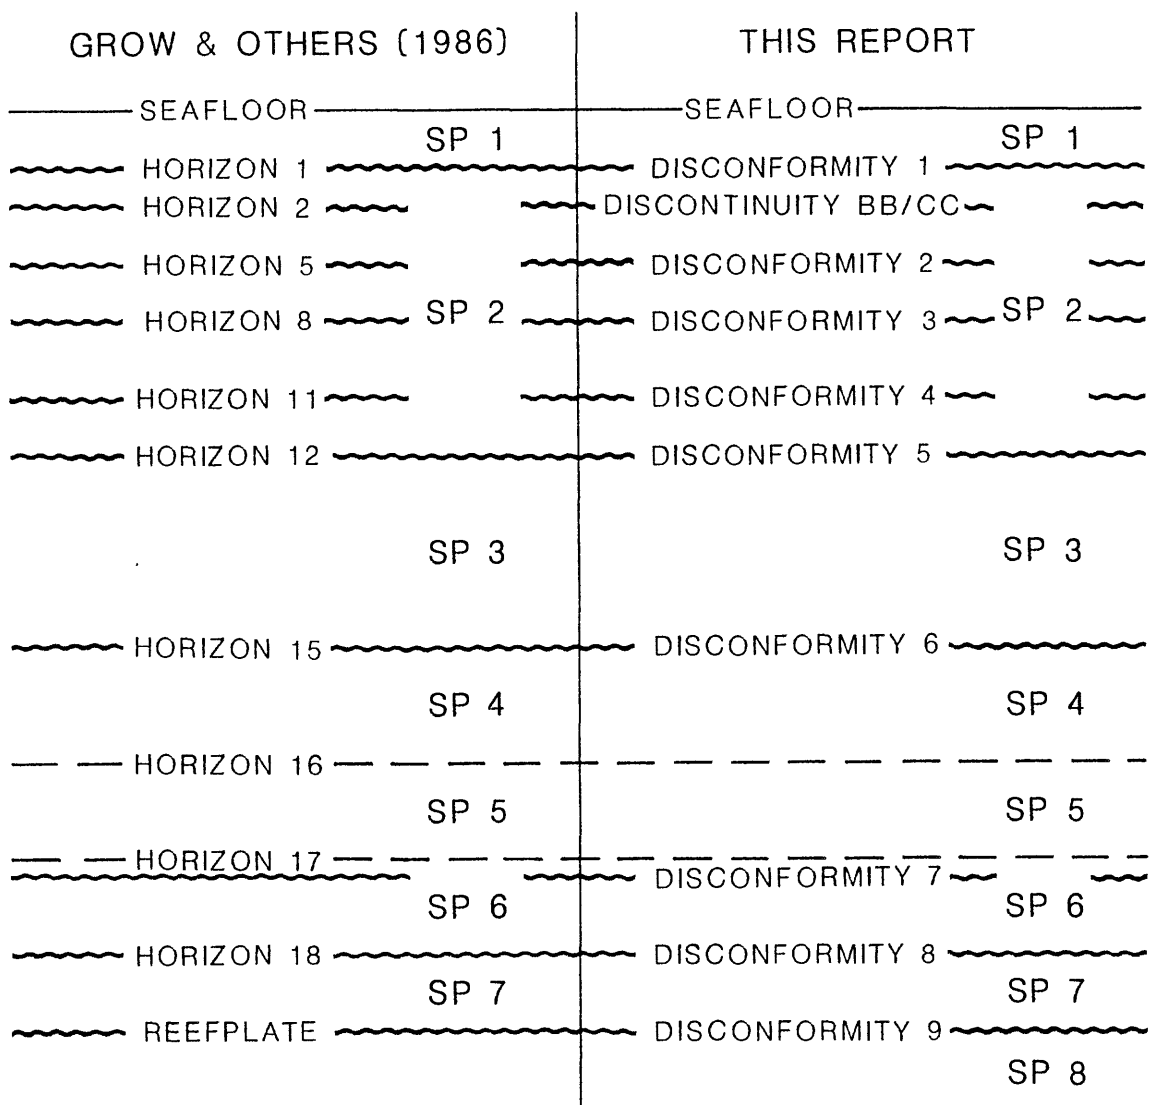 GROW & OTHERS (1986) THIS REPORT
SEAFLOOR SEAFLOOR
SP 1 SP 1
HORIZON 1 DISCONFORMITY 1
HORIZON 2 DISCONTINUITY BB/CC
HORIZON 5 DISCONFORMITY 2
HORIZON 8 SP 2 DISCONFORMITY 3 SP 2
HORIZON 11 DISCONFORMITY 4
HORIZON 12 DISCONFORMITY 5
SP 3 SP 3
HORIZON 15 DISCONFORMITY 6
SP 4 SP 4
HORIZON 16
SP 5 SP 5
HORIZON 17
DISCONFORMITY 7
SP 6 SP 6
HORIZON 18 DISCONFORMITY 8
SP 7 SP 7
REEFPLATE DISCONFORMITY 9
SP 8